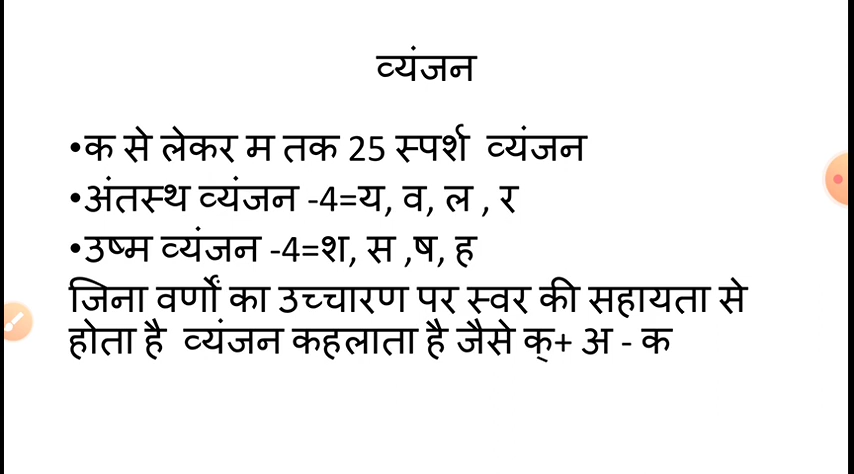 व्यंजन
•क से लेकर म तक 25 स्पर्श व्यंजन
•अंतस्थ व्यंजन -4=य, व, ल , र
•उष्म व्यंजन -4=श, स ,ष, ह
जिना वर्णों का उच्चारण पर स्वर की सहायता से
होता है व्यंजन कहलाता है जैसे क्+ अ - क